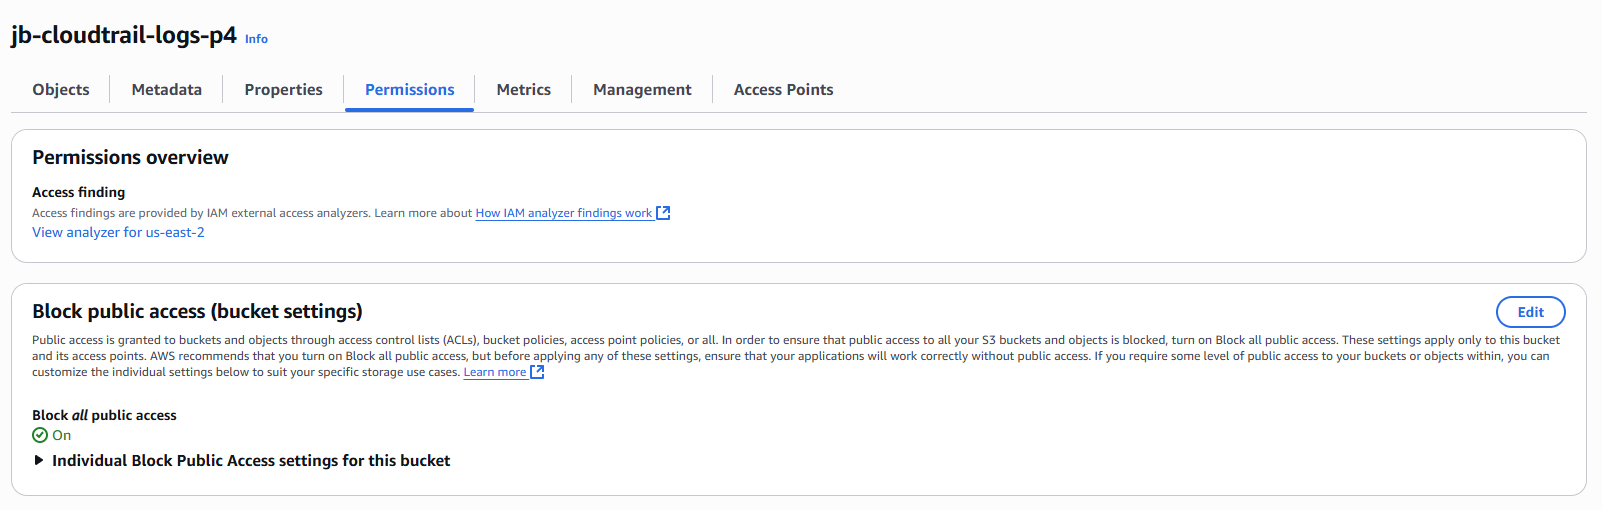 jb-cloudtrail-logs-p4 Info
Objects Metadata Properties Permissions Metrics Management Access Points
Permissions overview
Access finding
Access findings are provided by IAM external access analyzers. Learn more about How IAM analyzer findings work
View analyzer for us-east-2
Block public access (bucket settings)
Edit
Public access is granted to buckets and objects through access control lists (ACLs), bucket policies, access point policies, or all. In order to ensure that public access to all your S3 buckets and objects is blocked, turn on Block all public access. These settings apply only to this bucket
and its access points. AWS recommends that you turn on Block all public access, but before applying any of these settings, ensure that your applications will work correctly without public access. If you require some level of public access to your buckets or objects within, you can
customize the individual settings below to suit your specific storage use cases. Learn more
Block all public access
On
Individual Block Public Access settings for this bucket